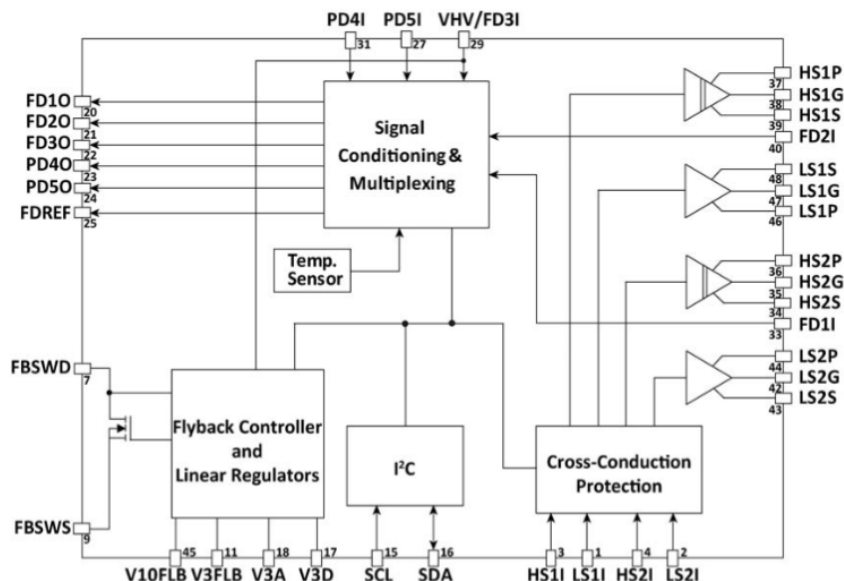 PD4I PD5I VHV/FD3I
31 27 29
FD1O
20
FD2O
21
FD3O
22
PD4O
23
PD5O
24
FDREF
25
Signal
Conditioning &
Multiplexing
Temp.
Sensor
HS1P
37
HS1G
38
HS1S
39
FD2I
40
LS1S
48
LS1G
47
LS1P
46
HS2P
36
HS2G
35
HS2S
34
FD1I
33
LS2P
44
LS2G
42
LS2S
43
FBSWD
7
FBSWS
9
Flyback Controller
and
Linear Regulators
I²C
Cross-Conduction
Protection
45 11 18 17 15 16 3 1 4 2
V10FLB V3FLB V3A V3D SCL SDA HS1I LS1I HS2I LS2I